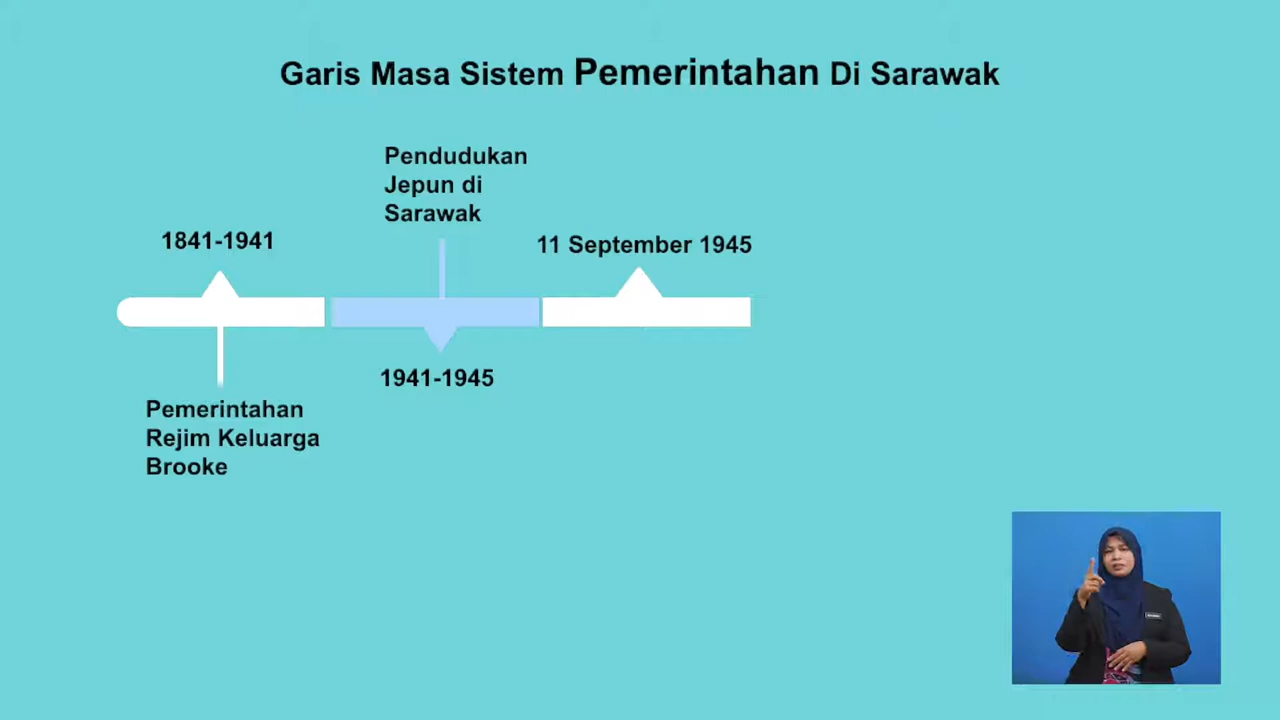 Garis Masa Sistem Pemerintahan Di Sarawak
Pendudukan
Jepun di
Sarawak
1841-1941
11 September 1945
1941-1945
Pemerintahan
Rejim Keluarga
Brooke